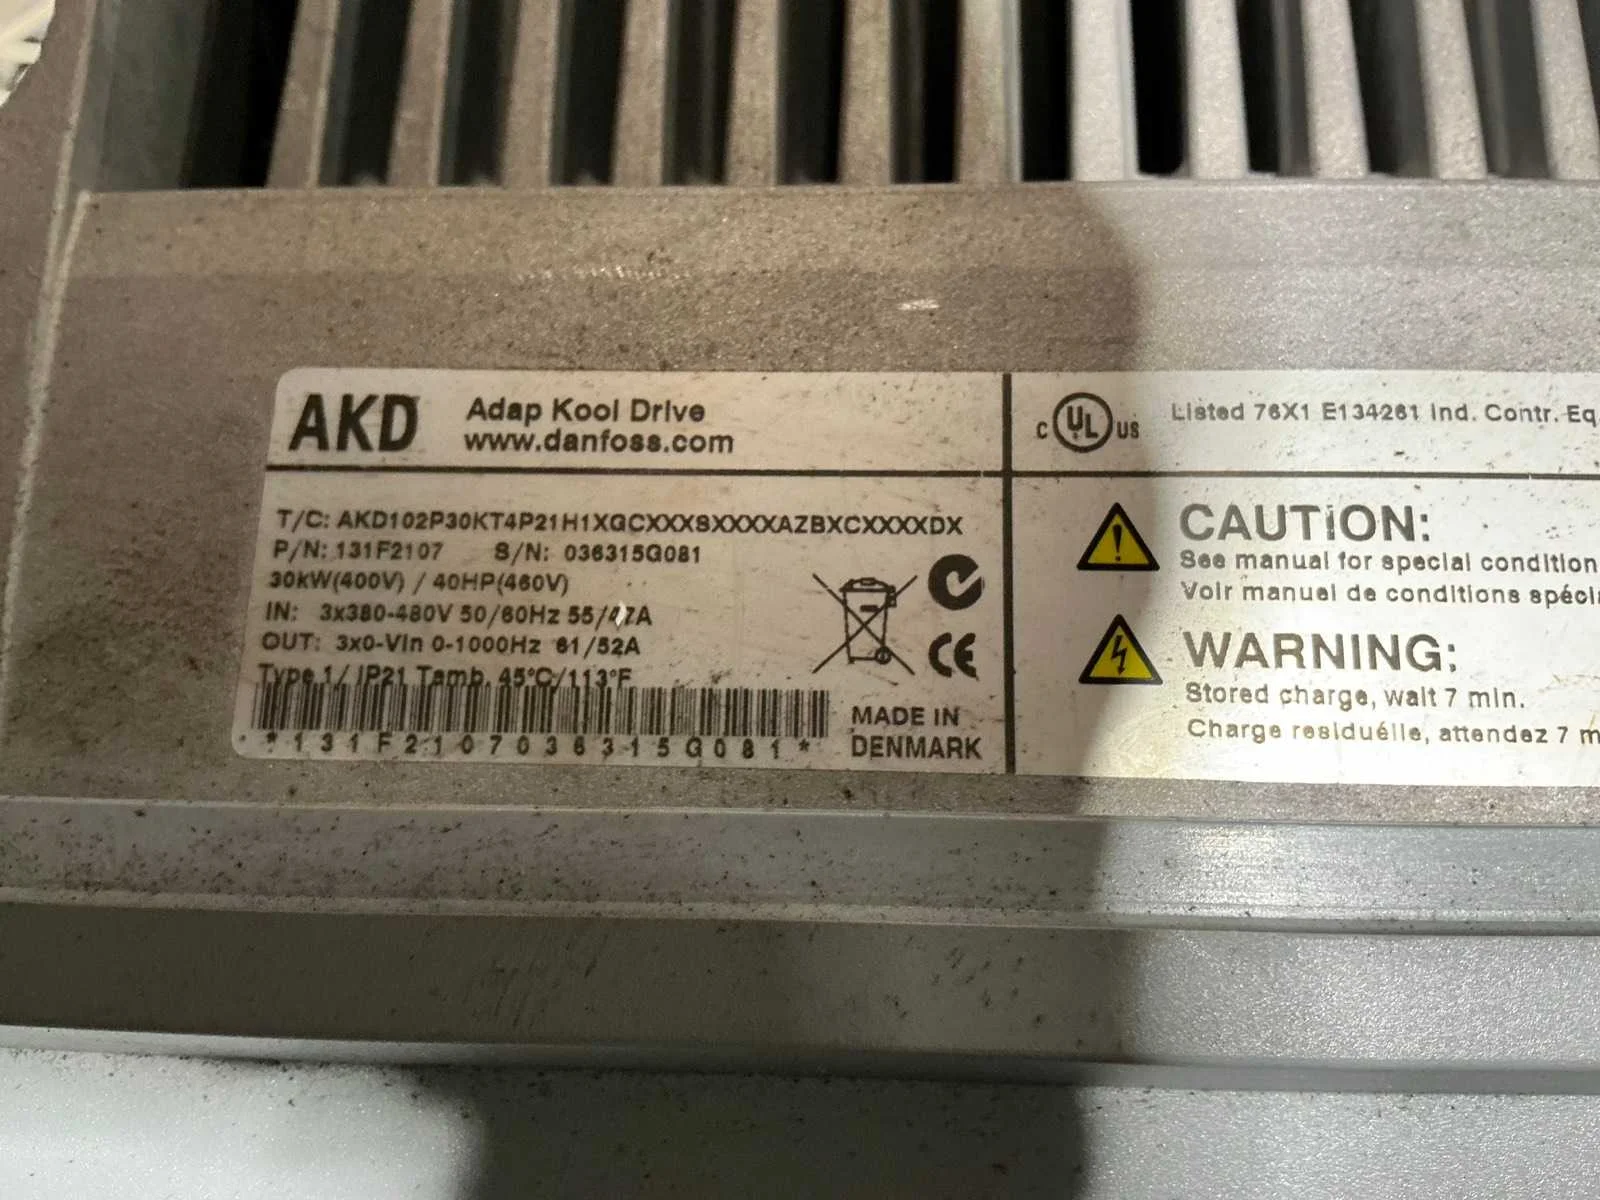 AKD Adap Kool Drive
www.danfoss.com
T/C: AKD102P30KT4P21H1XGCXXXSXXXXAZBXCXXXXDX
P/N: 131F2107 S/N: 036315G081
30kW(400V) / 40HP(460V)
IN: 3x380-480V 50/60Hz 55/47A
OUT: 3x0-Vin 0-1000Hz 61/52A
Type 1/ IP21 Tamb. 45°C/113°F
*131F2107036315G081*
CE
MADE IN
DENMARK
C UL US Listed 76X1 E134261 Ind. Contr. Eq.
CAUTION:
See manual for special condition
Voir manuel de conditions spécia
WARNING:
Stored charge, wait 7 min.
Charge residuélle, attendez 7 m